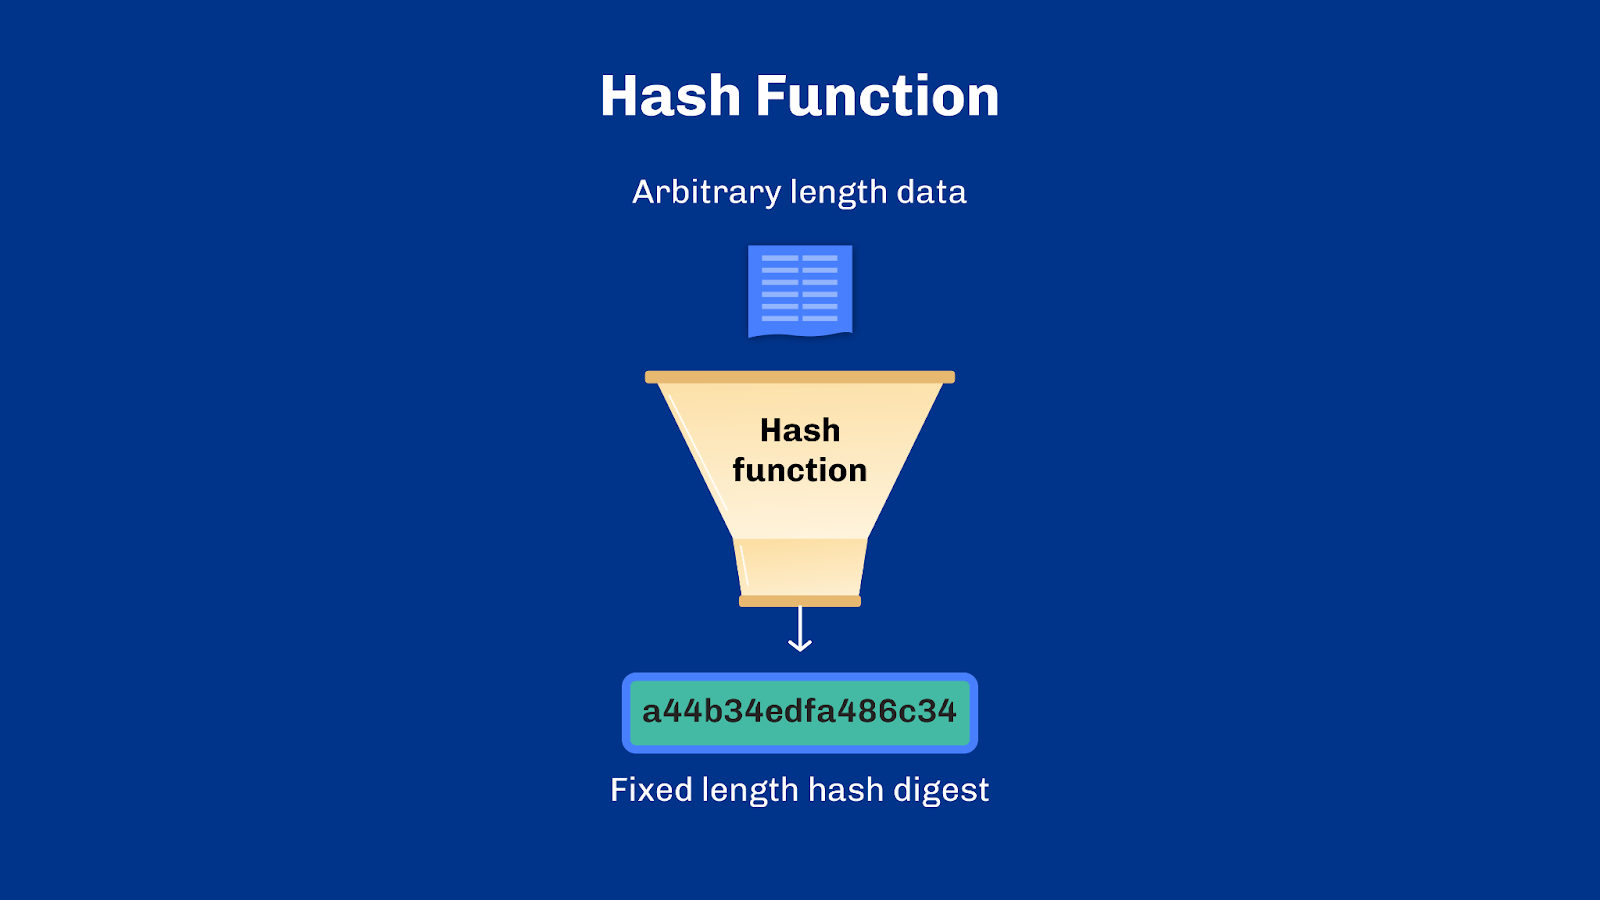 Hash Function
Arbitrary length data
Hash
function
a44b34edfa486c34
Fixed length hash digest